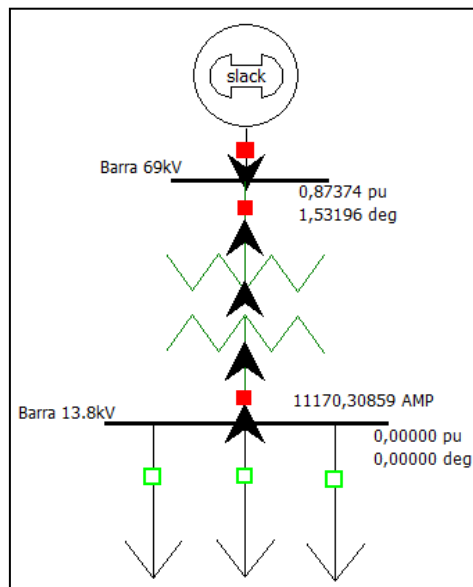 slack
Barra 69kV
0,87374 pu
1,53196 deg
11170,30859 AMP
Barra 13.8kV
0,00000 pu
0,00000 deg